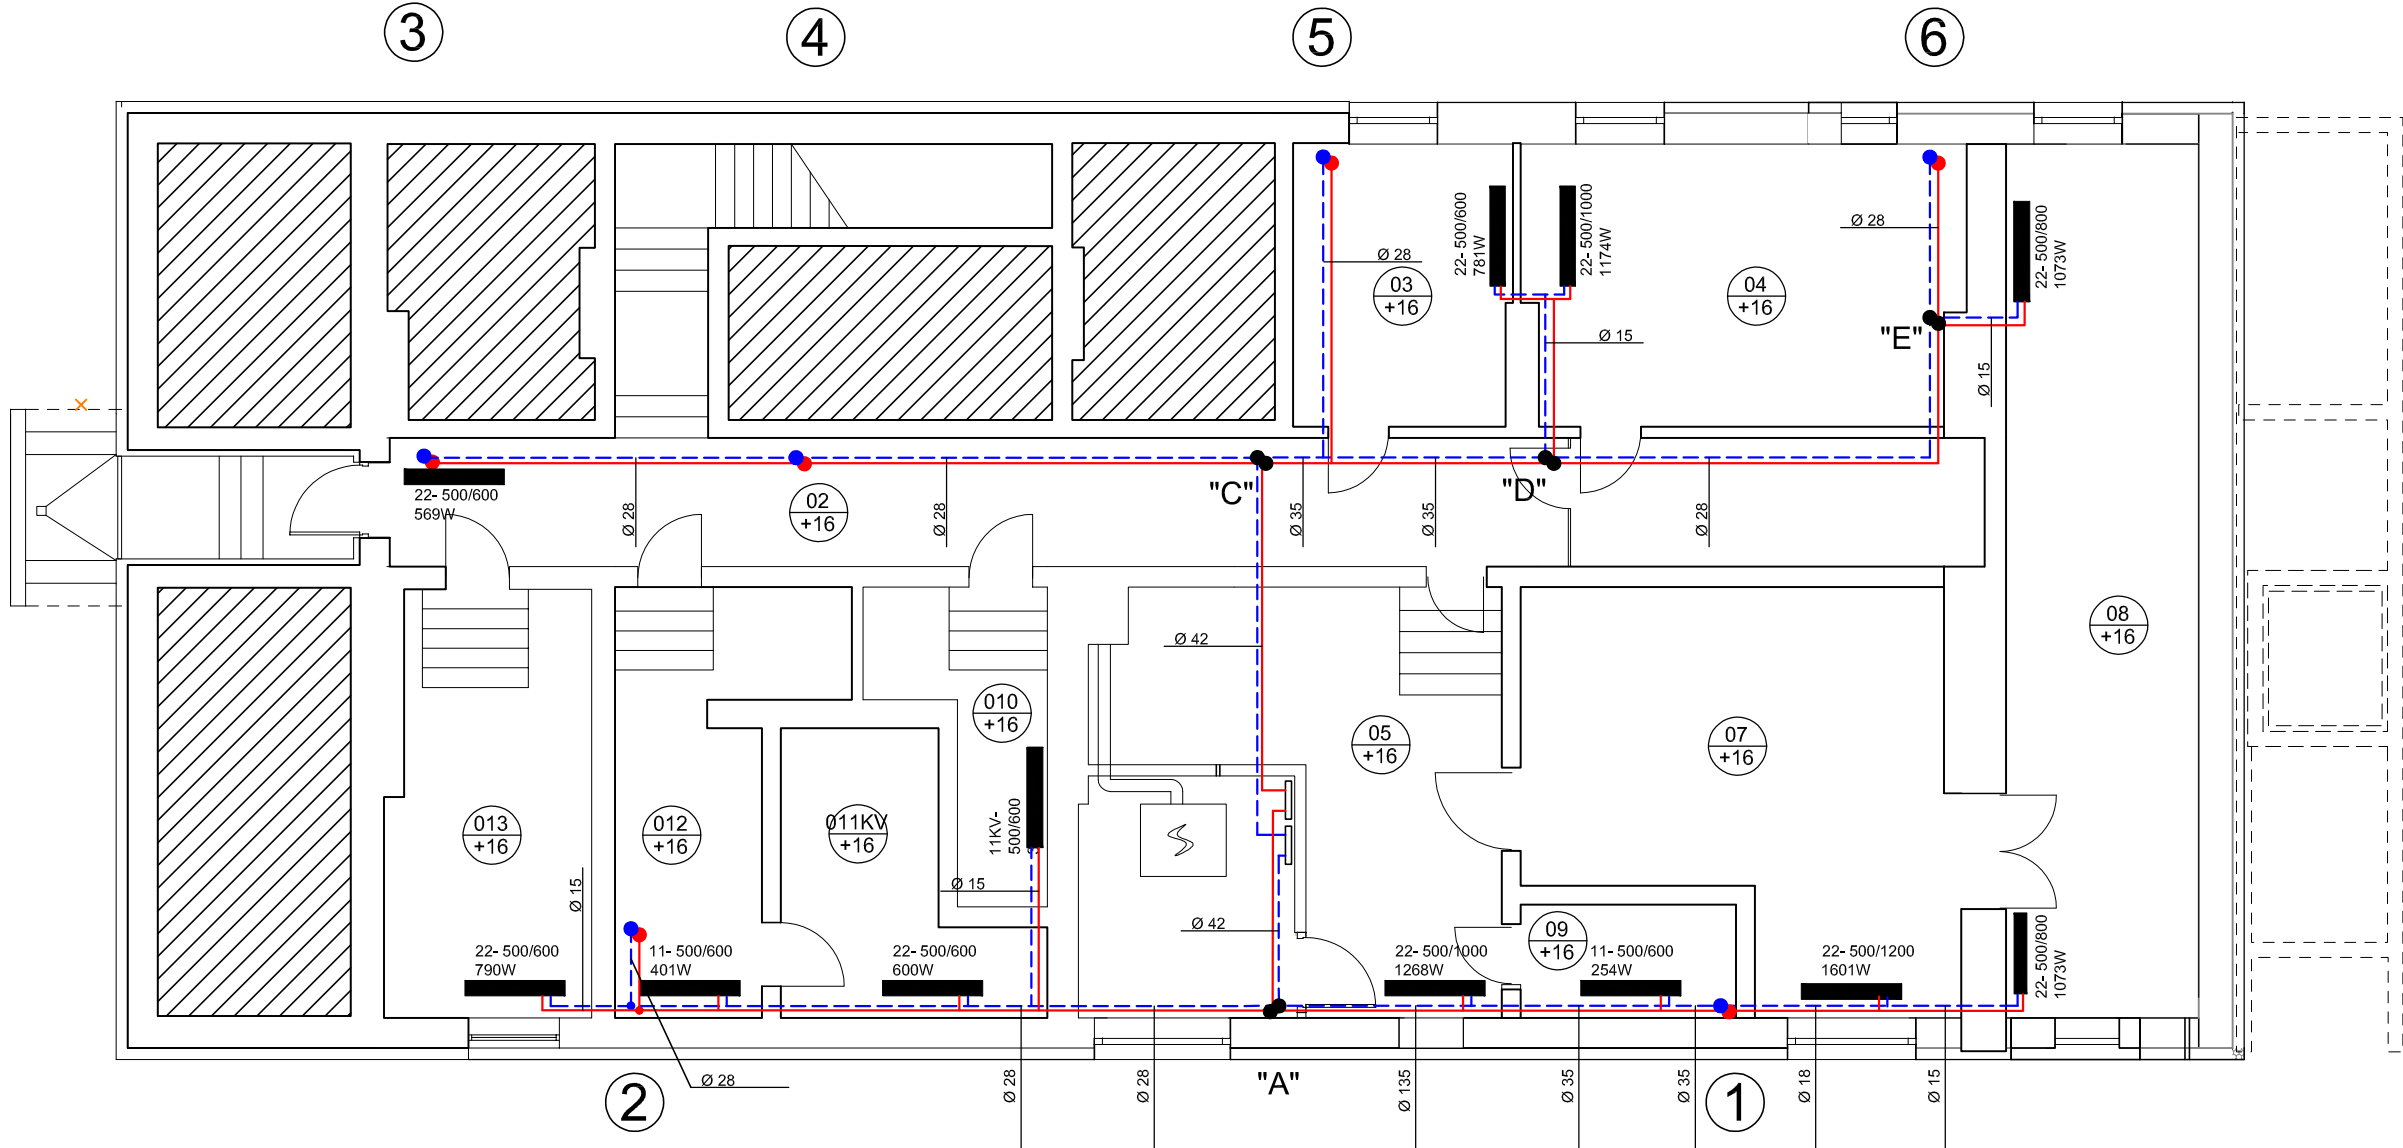 3
4
5
6
Ø 28
22- 500/600
781W
22- 500/1000
1174W
Ø 28
22- 500/800
1073W
03
+16
04
+16
Ø 15
"E"
Ø 15
22- 500/600
569W
02
+16
"C"
"D"
Ø 28
Ø 28
Ø 35
Ø 35
Ø 28
Ø 42
08
+16
010
+16
05
+16
07
+16
013
+16
012
+16
011KV
+16
11KV-
500/600
Ø 15
Ø 15
Ø 42
09
+16
22- 500/600
790W
11- 500/600
401W
22- 500/600
600W
22- 500/1000
1268W
11- 500/600
254W
22- 500/1200
1601W
22- 500/800
1073W
2
Ø 28
Ø 28
Ø 28
"A"
Ø 135
Ø 35
Ø 35
1
Ø 18
Ø 15